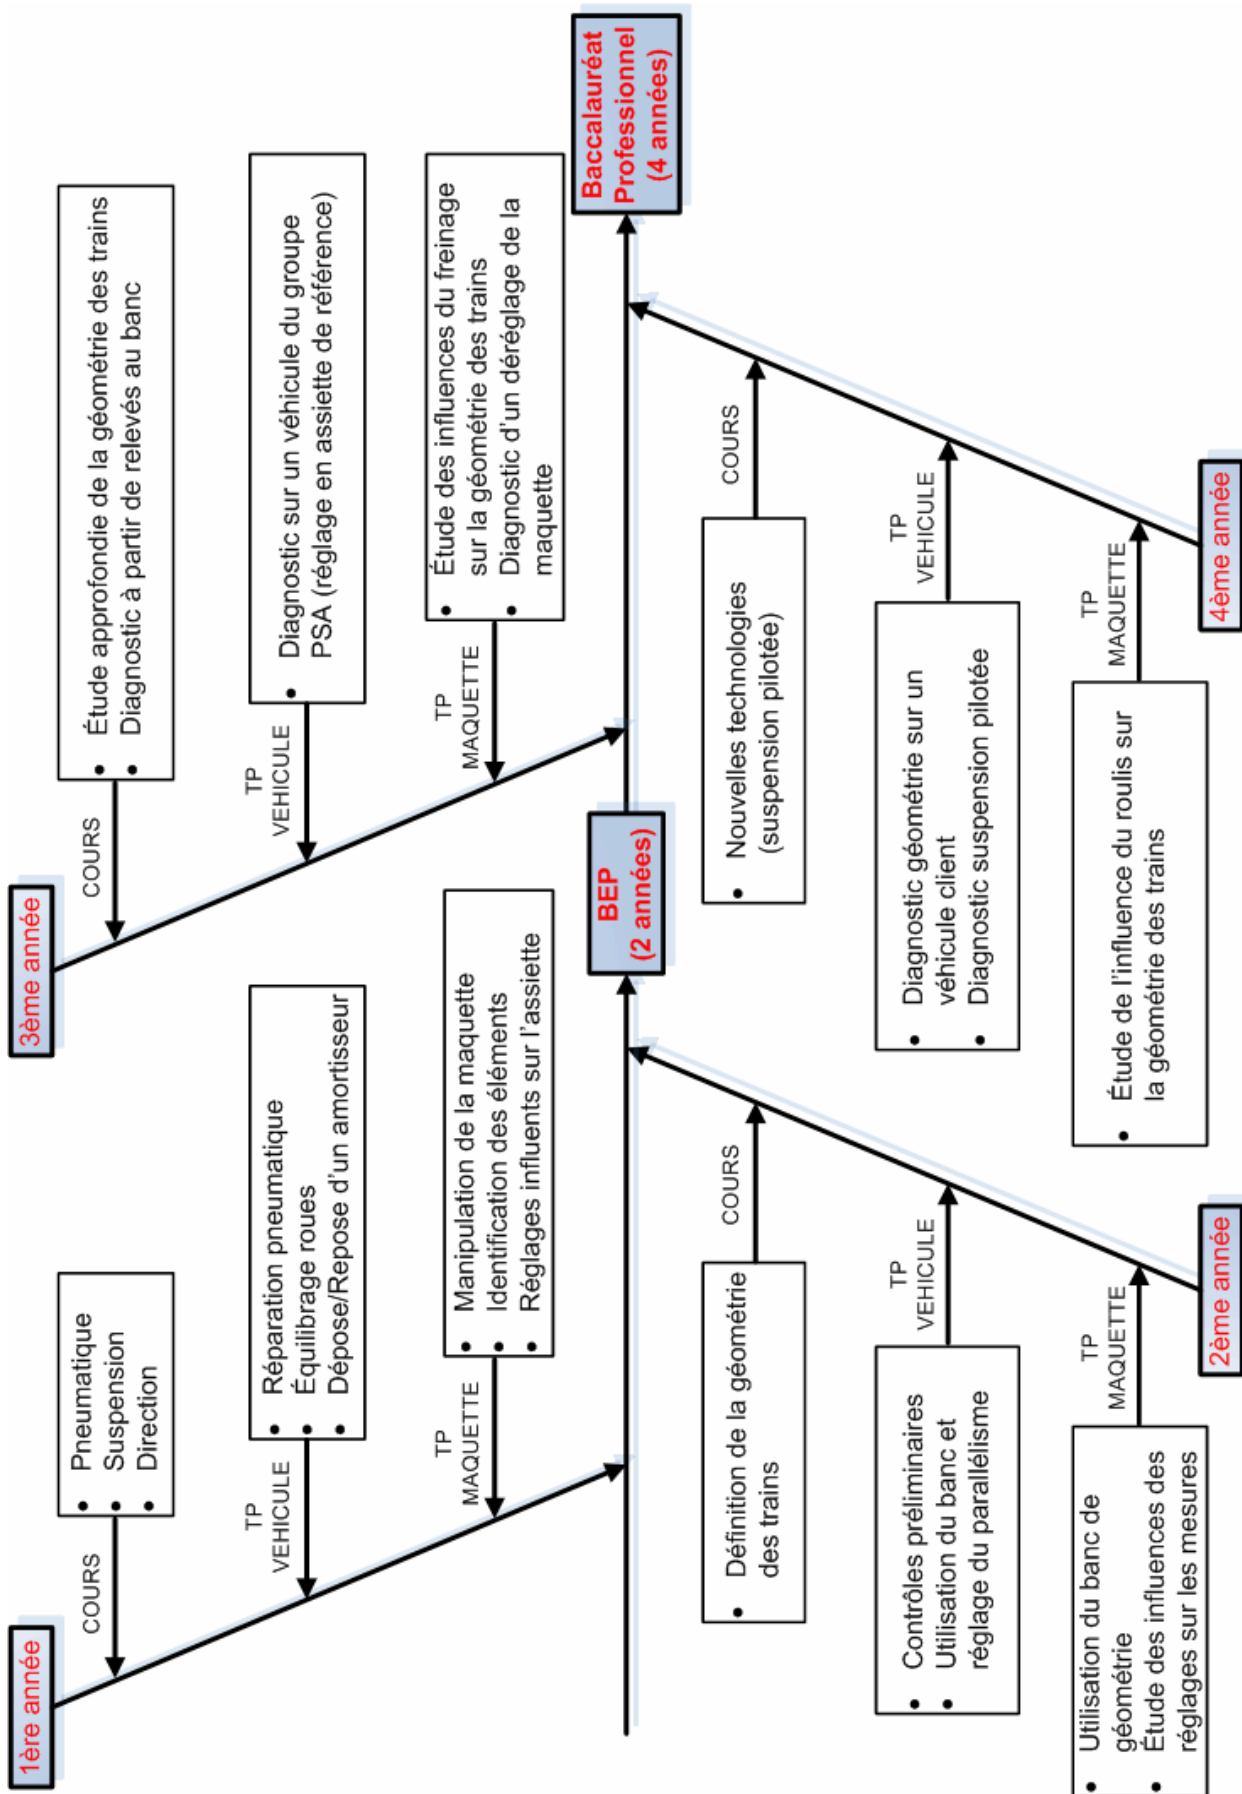 1ère année
COURS
• Pneumatique
• Suspension
• Direction
TP
VEHICULE
• Réparation pneumatique
• Équilibrage roues
• Dépose/Repose d'un amortisseur
TP
MAQUETTE
• Manipulation de la maquette
• Identification des éléments
• Réglages influents sur l'assiette
3ème année
COURS
• Étude approfondie de la géométrie des trains
• Diagnostic à partir de relevés au banc
TP
VEHICULE
• Diagnostic sur un véhicule du groupe
PSA (réglage en assiette de référence)
TP
MAQUETTE
• Étude des influences du freinage
sur la géométrie des trains
• Diagnostic d'un déréglage de la
maquette
BEP
(2 années)
Baccalauréat
Professionnel
(4 années)
• Définition de la géométrie
des trains
COURS
• Contrôles préliminaires
• Utilisation du banc et
réglage du parallélisme
TP
VEHICULE
• Utilisation du banc de
géométrie
• Étude des influences des
réglages sur les mesures
TP
MAQUETTE
2ème année
• Nouvelles technologies
(suspension pilotée)
COURS
• Diagnostic géométrie sur un
véhicule client
• Diagnostic suspension pilotée
TP
VEHICULE
• Étude de l'influence du roulis sur
la géométrie des trains
TP
MAQUETTE
4ème année